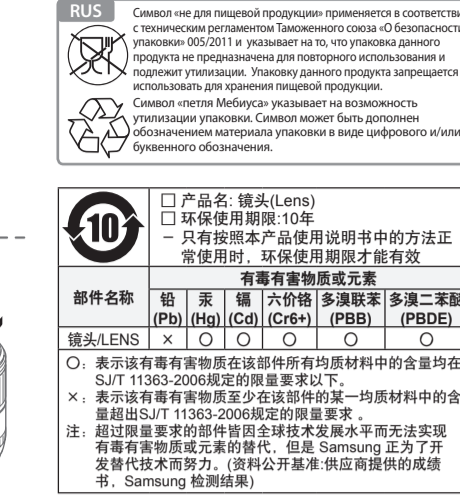 RUS
Символ «не для пищевой продукции» применяется в
с техническим регламентом Таможенного союза «О
упаковки» 005/2011 и указывает на то, что упаковка данного
продукта не предназначена для повторного использования и
подлежит утилизации. Упаковку данного продукта запрещается
использовать для хранения пищевой продукции.
Символ «петля Мебиуса» указывает на возможность
утилизации упаковки. Символ может быть дополнен
обозначением материала упаковки в виде цифрового и/или
буквенного обозначения.
10
□ 产品名: 镜头(Lens)
□ 环保使用期限:10年
– 只有按照本产品使用说明书中的方法正
常使用时, 环保使用期限才能有效
部件名称 有毒有害物质或元素
铅 汞 镉 六价铬 多溴联苯 多溴二苯醚
(Pb) (Hg) (Cd) (Cr6+) (PBB) (PBDE)
镜头/LENS × ○ ○ ○ ○ ○
○: 表示该有毒有害物质在该部件所有均质材料中的含量均在
SJ/T 11363-2006规定的限量要求以下。
×: 表示该有毒有害物质至少在该部件的某一均质材料中的含
量超出SJ/T 11363-2006规定的限量要求 。
注: 超过限量要求的部件皆因全球技术发展水平而无法实现
有毒有害物质或元素的替代, 但是 Samsung 正为了开
发替代技术而努力。(资料公开基准:供应商提供的成绩
书, Samsung 检测结果)